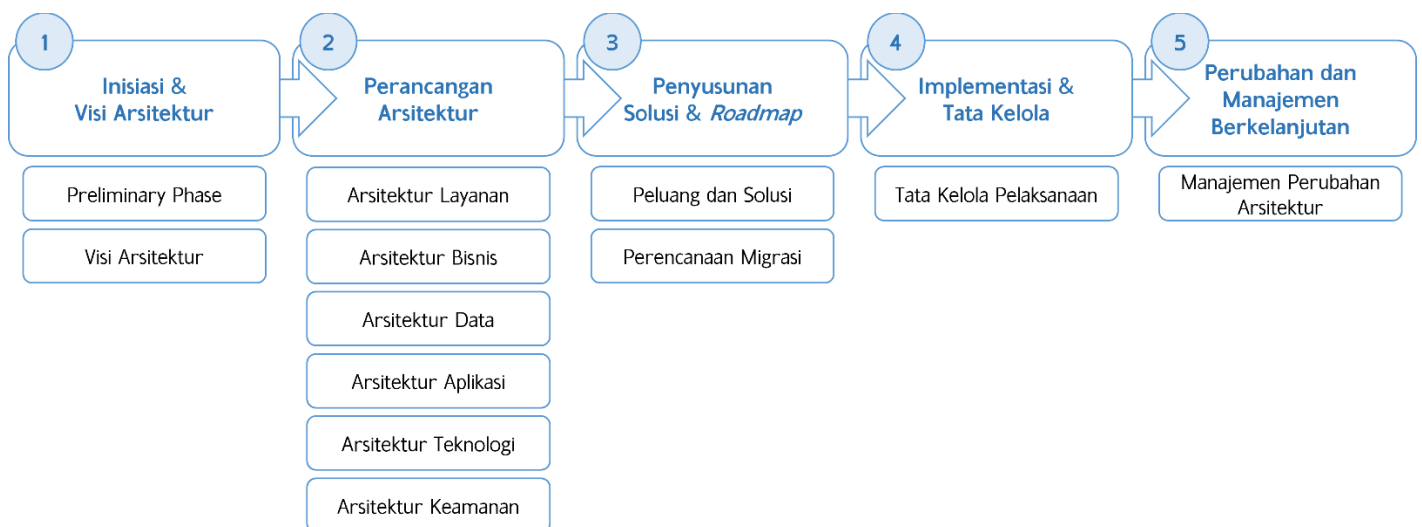 1
Inisiasi &
Visi Arsitektur
Preliminary Phase
Visi Arsitektur
2
Perancangan
Arsitektur
Arsitektur Layanan
Arsitektur Bisnis
Arsitektur Data
Arsitektur Aplikasi
Arsitektur Teknologi
Arsitektur Keamanan
3
Penyusunan
Solusi & Roadmap
Peluang dan Solusi
Perencanaan Migrasi
4
Implementasi &
Tata Kelola
Tata Kelola Pelaksanaan
5
Perubahan dan
Manajemen
Berkelanjutan
Manajemen Perubahan
Arsitektur